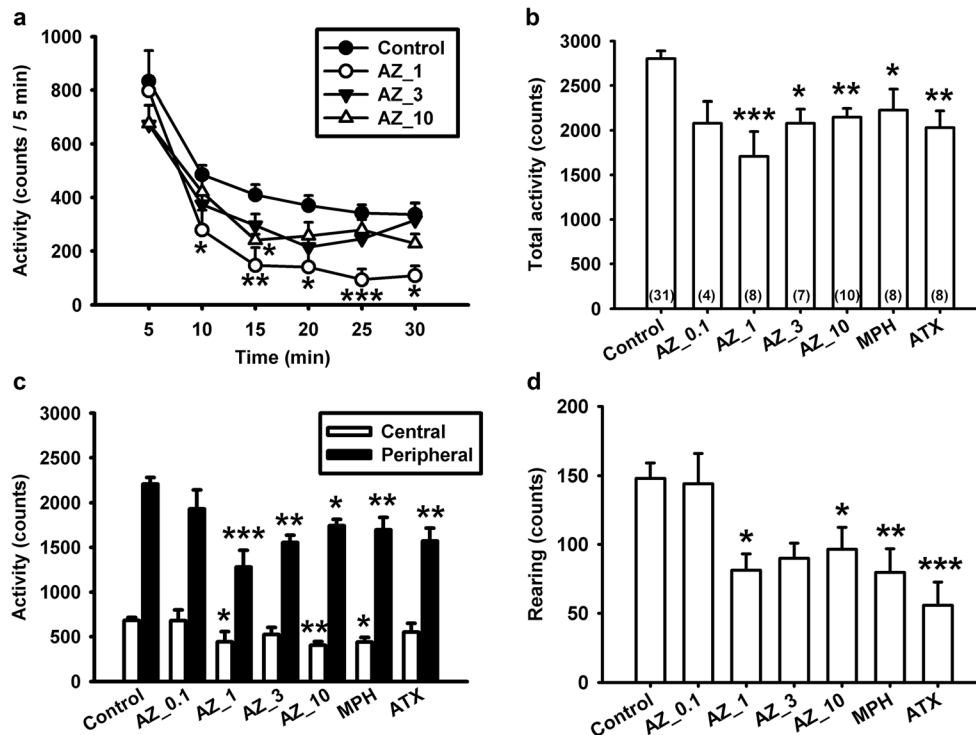 a
1000
800
600
400
200
0
Activity (counts / 5 min)
Control
AZ_1
AZ_3
AZ_10
*
**
*
*
***
*
5 10 15 20 25 30
Time (min)
b
3000
2500
2000
1500
1000
500
0
Total activity (counts)
***
*
**
*
**
(31) (4) (8) (7) (10) (8) (8)
Control AZ_0.1 AZ_1 AZ_3 AZ_10 MPH ATX
c
3000
2500
2000
1500
1000
500
0
Activity (counts)
Central
Peripheral
*
***
**
**
*
*
**
**
Control AZ_0.1 AZ_1 AZ_3 AZ_10 MPH ATX
d
200
150
100
50
0
Rearing (counts)
*
*
**
***
Control AZ_0.1 AZ_1 AZ_3 AZ_10 MPH ATX